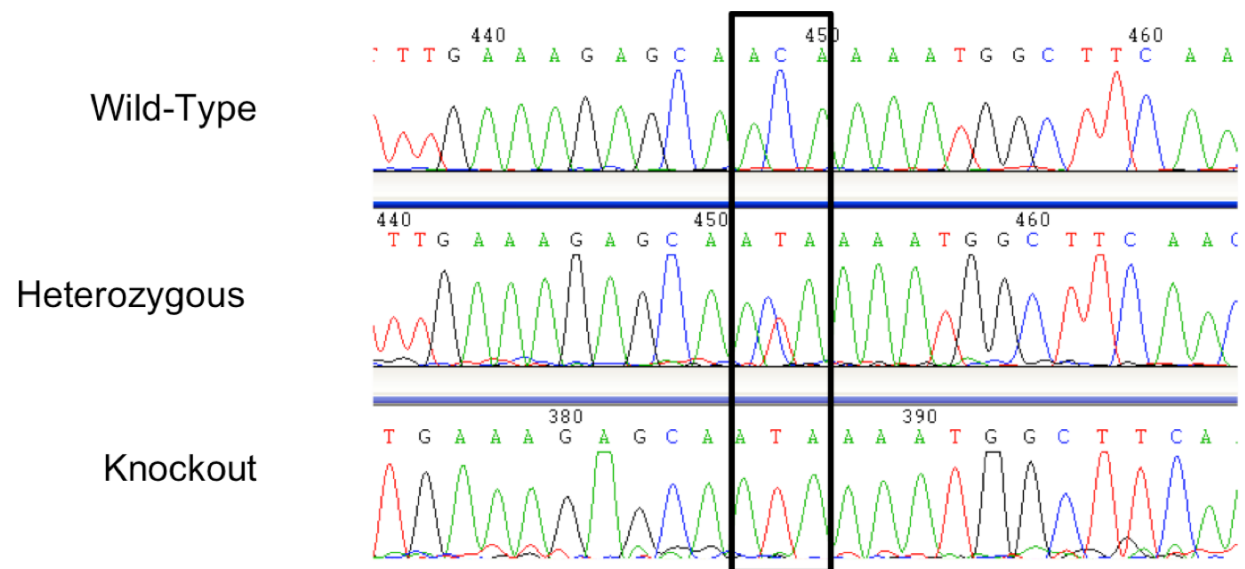 440 450 460
T T G A A A G A G C A A C A A A A T G G C T T C A A
Wild-Type
440 450 460
T T G A A A G A G C A A T A A A A T G G C T T C A A C
Heterozygous
380 390
T G A A A G A G C A A T A A A A T G G C T T C A
Knockout